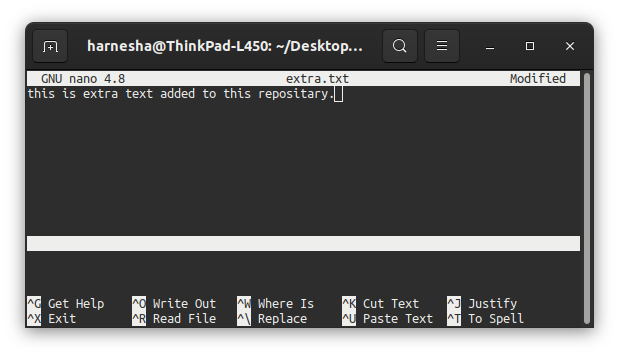 harnesha@ThinkPad-L450: ~/Desktop...
GNU nano 4.8 extra.txt Modified
this is extra text added to this repositary.
^G Get Help ^O Write Out ^W Where Is ^K Cut Text ^J Justify
^X Exit ^R Read File ^\ Replace ^U Paste Text ^T To Spell